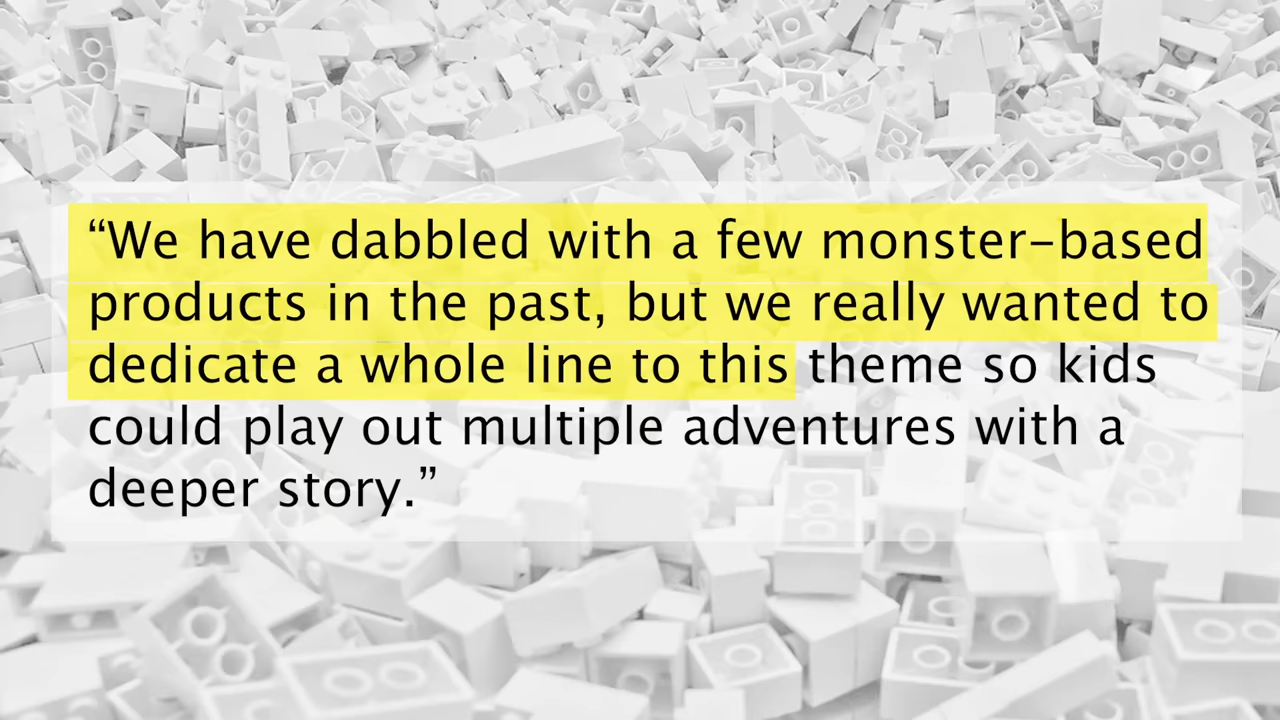 “We have dabbled with a few monster–based
products in the past, but we really wanted to
dedicate a whole line to this theme so kids
could play out multiple adventures with a
deeper story.”